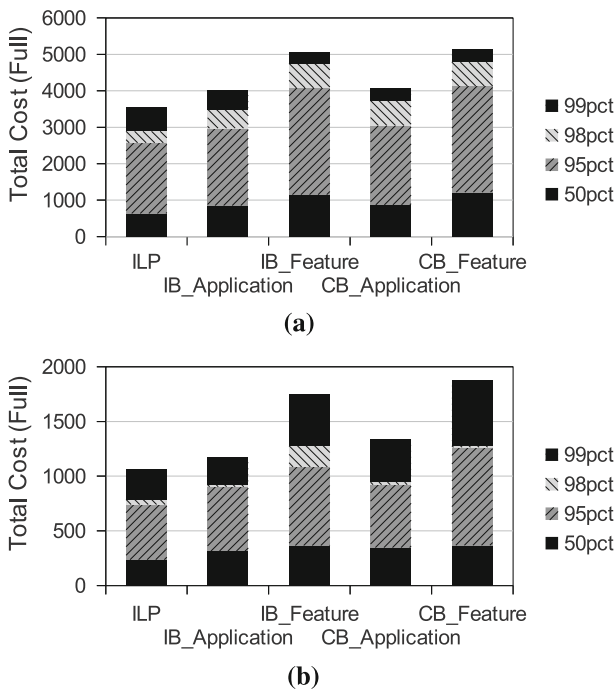 6000
5000
4000
3000
2000
1000
0
Total Cost (Full)
99pct
98pct
95pct
50pct
ILP IB_Feature CB_Feature
IB_Application CB_Application
(a)
2000
1500
1000
500
0
Total Cost (Full)
99pct
98pct
95pct
50pct
ILP IB_Feature CB_Feature
IB_Application CB_Application
(b)